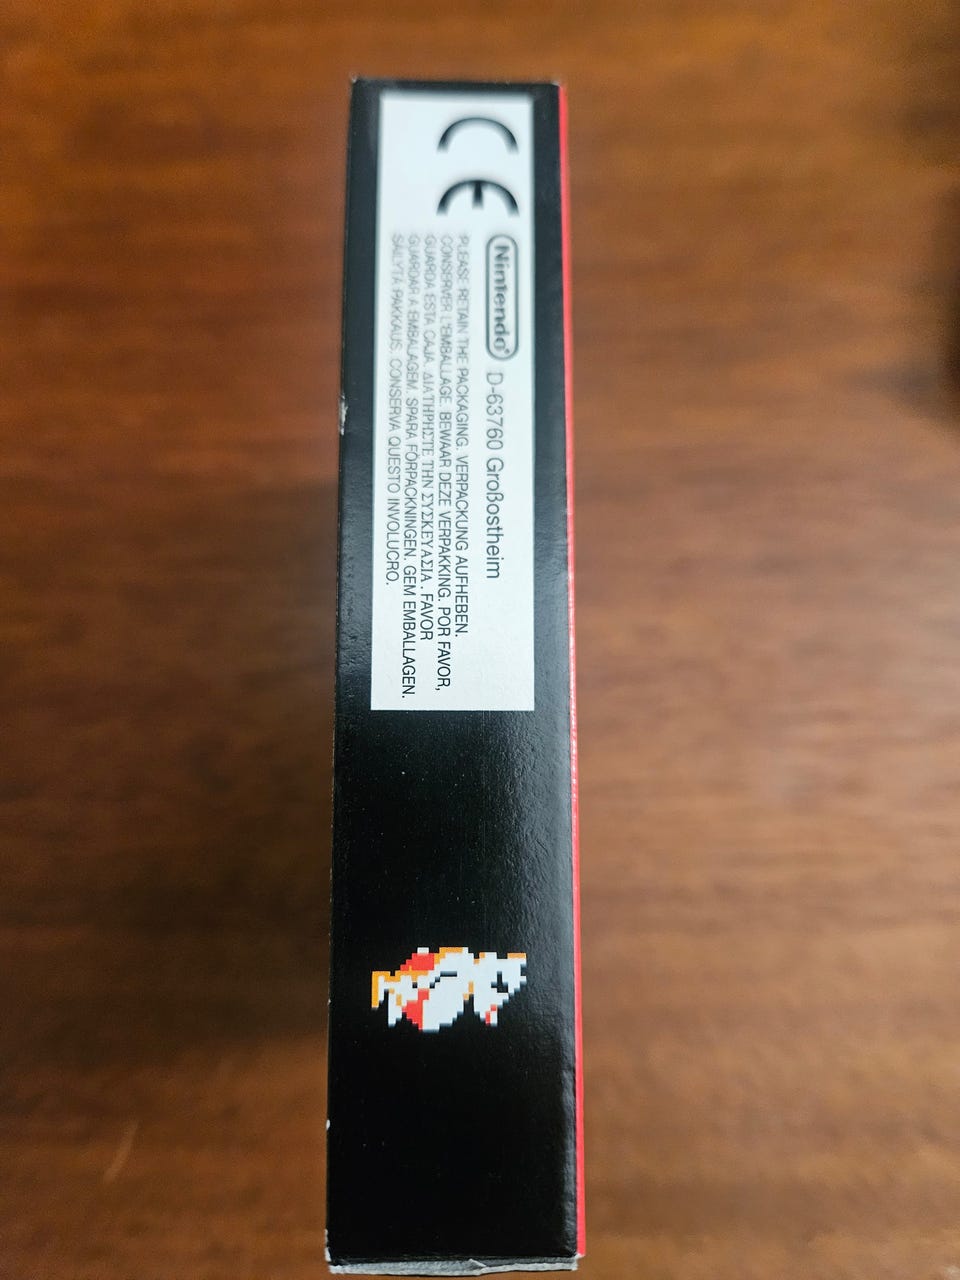 CE
Nintendo® D-63760 Großostheim
PLEASE RETAIN THE PACKAGING. VERPACKUNG AUFHEBEN.
CONSERVER L'EMBALLAGE. BEWAAR DEZE VERPAKKING. POR FAVOR,
GUARDA ESTA CAJA. ΔΙΑΤΗΡΗΣΤΕ ΤΗΝ ΣΥΣΚΕΥΑΣΙΑ. FAVOR
GUARDAR A EMBALAGEM. SPARA FÖRPACKNINGEN. GEM EMBALLAGEN.
SÄILYTÄ PAKKAUS. CONSERVA QUESTO INVOLUCRO.